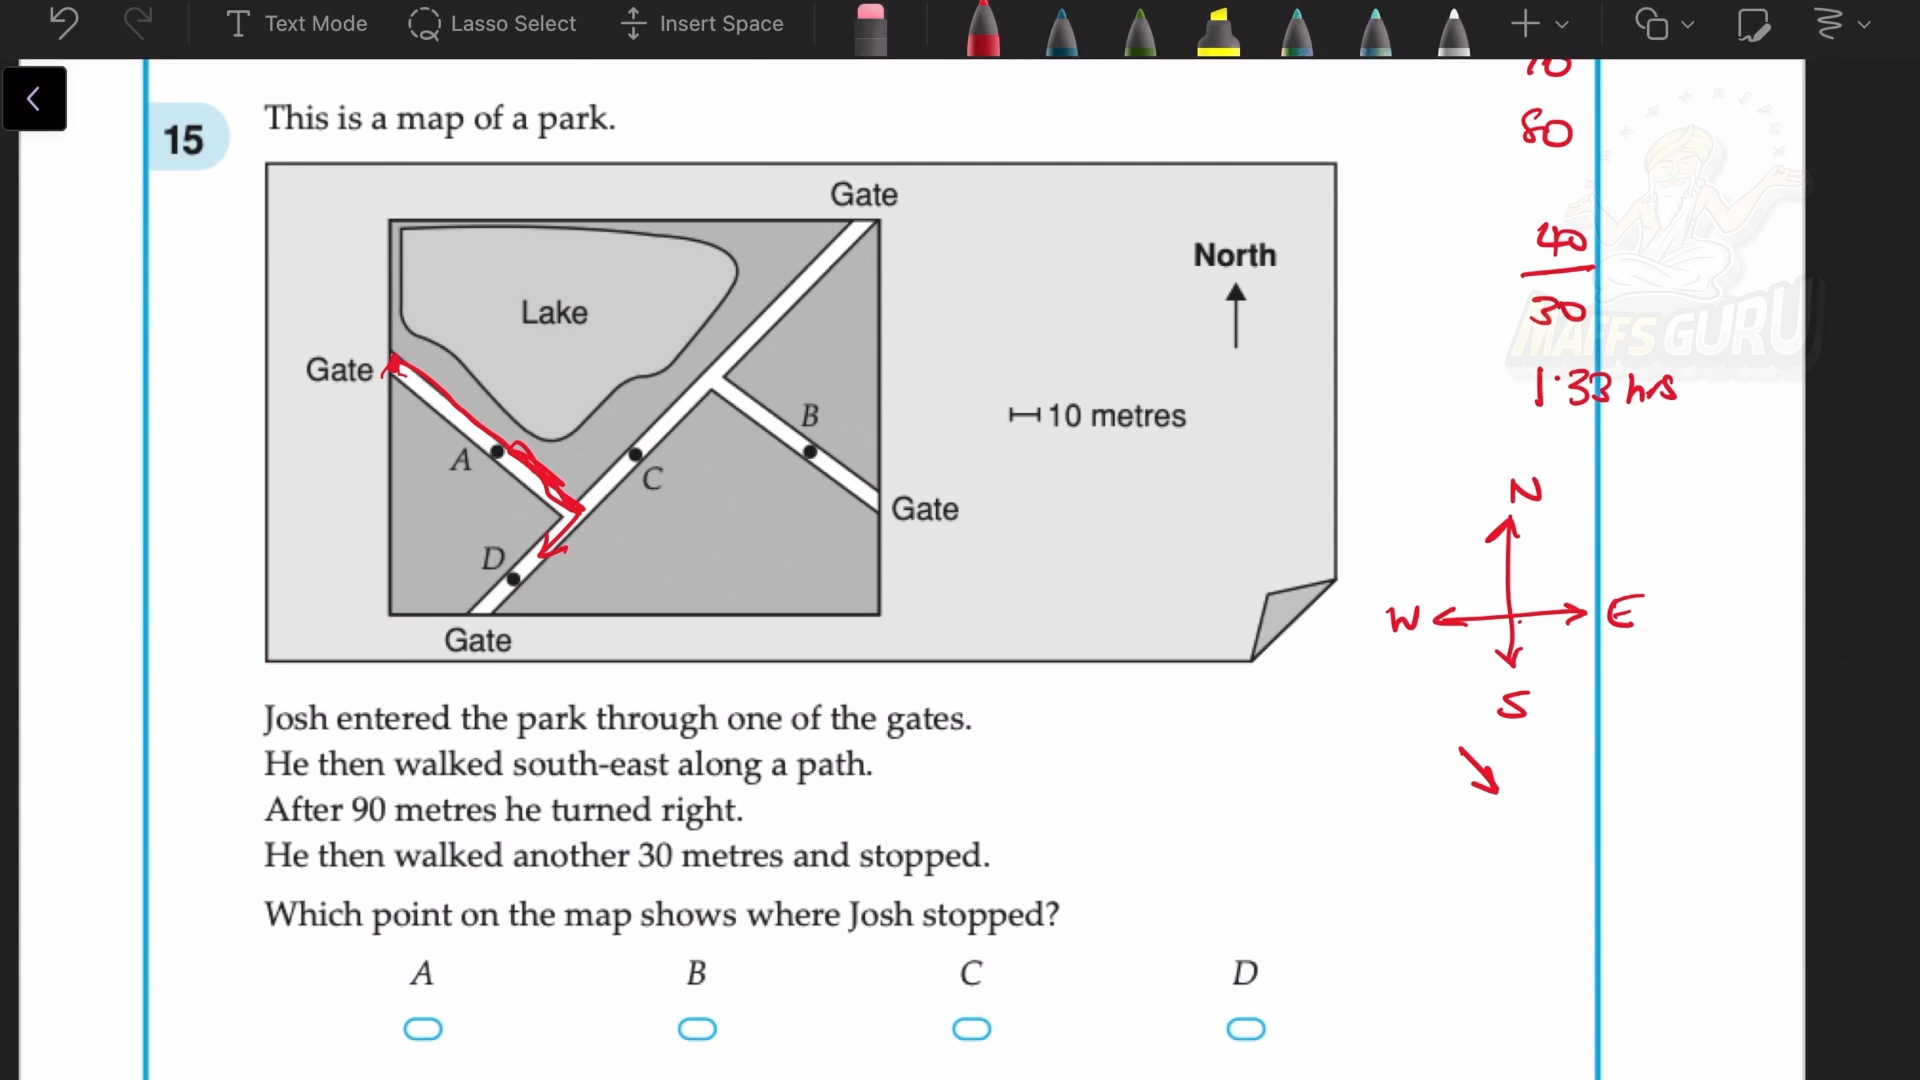 Text Mode Lasso Select Insert Space
10
15 This is a map of a park.
80
Gate
North
40
Lake
30
MAFFS GURU
Gate
1.33 hrs
B
10 metres
A
C
N
Gate
D
W E
Gate
S
Josh entered the park through one of the gates.
He then walked south-east along a path.
After 90 metres he turned right.
He then walked another 30 metres and stopped.
Which point on the map shows where Josh stopped?
A B C D